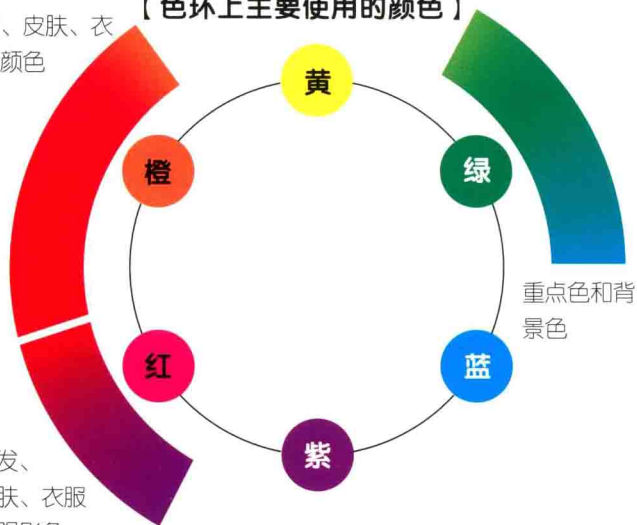 【色环上主要使用的颜色】
、皮肤、衣
颜色
黄
橙
绿
重点色和背
景色
红
蓝
紫
发、
肤、衣服